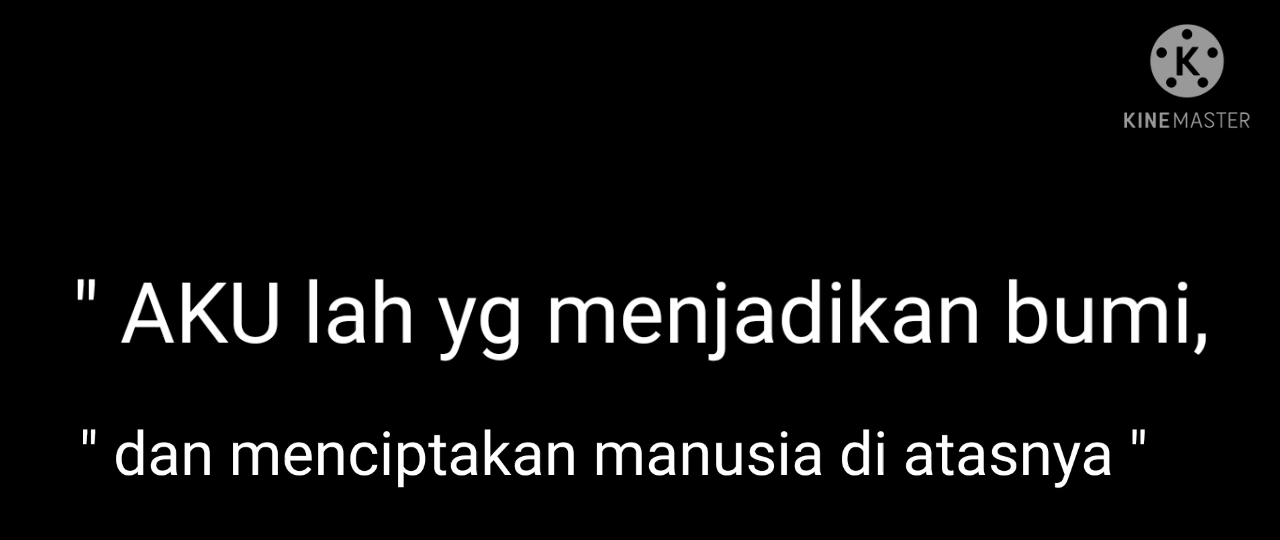 K
KINEMASTER
" AKU lah yg menjadikan bumi,
" dan menciptakan manusia di atasnya "